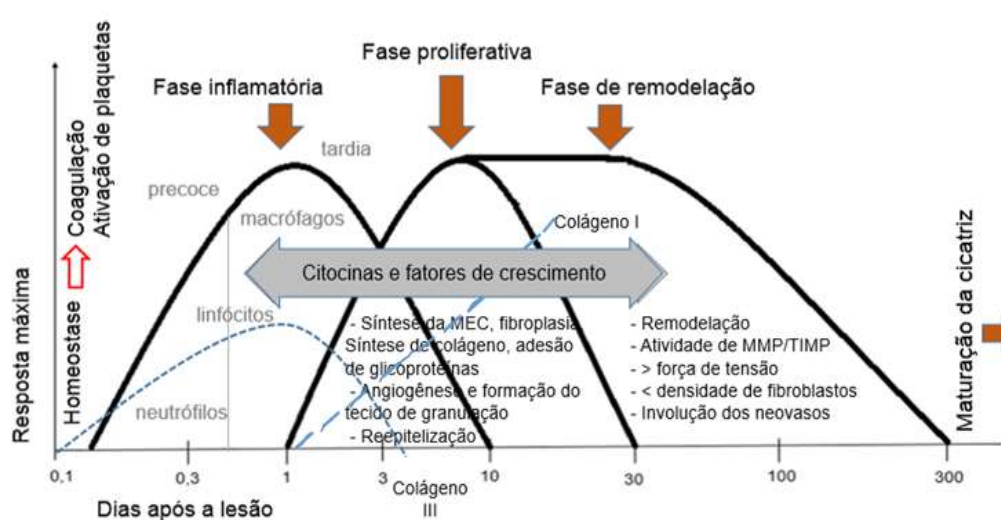 Fase proliferativa
Fase inflamatória
Fase de remodelação
Coagulação
Ativação de plaquetas
tardia
precoce
macrófagos
Colágeno I
Citocinas e fatores de crescimento
linfócitos
neutrófilos
- Síntese da MEC, fibroplasia
Síntese de colágeno, adesão
de glicoproteínas
- Angiogênese e formação do
tecido de granulação
- Reepitelização
- Remodelação
- Atividade de MMP/TIMP
- > força de tensão
- < densidade de fibroblastos
- Involução dos neovasos
Resposta máxima
Homeostase
Maturação da cicatriz
0,1 0,3 1 3 10 30 100 300
Colágeno
III
Dias após a lesão